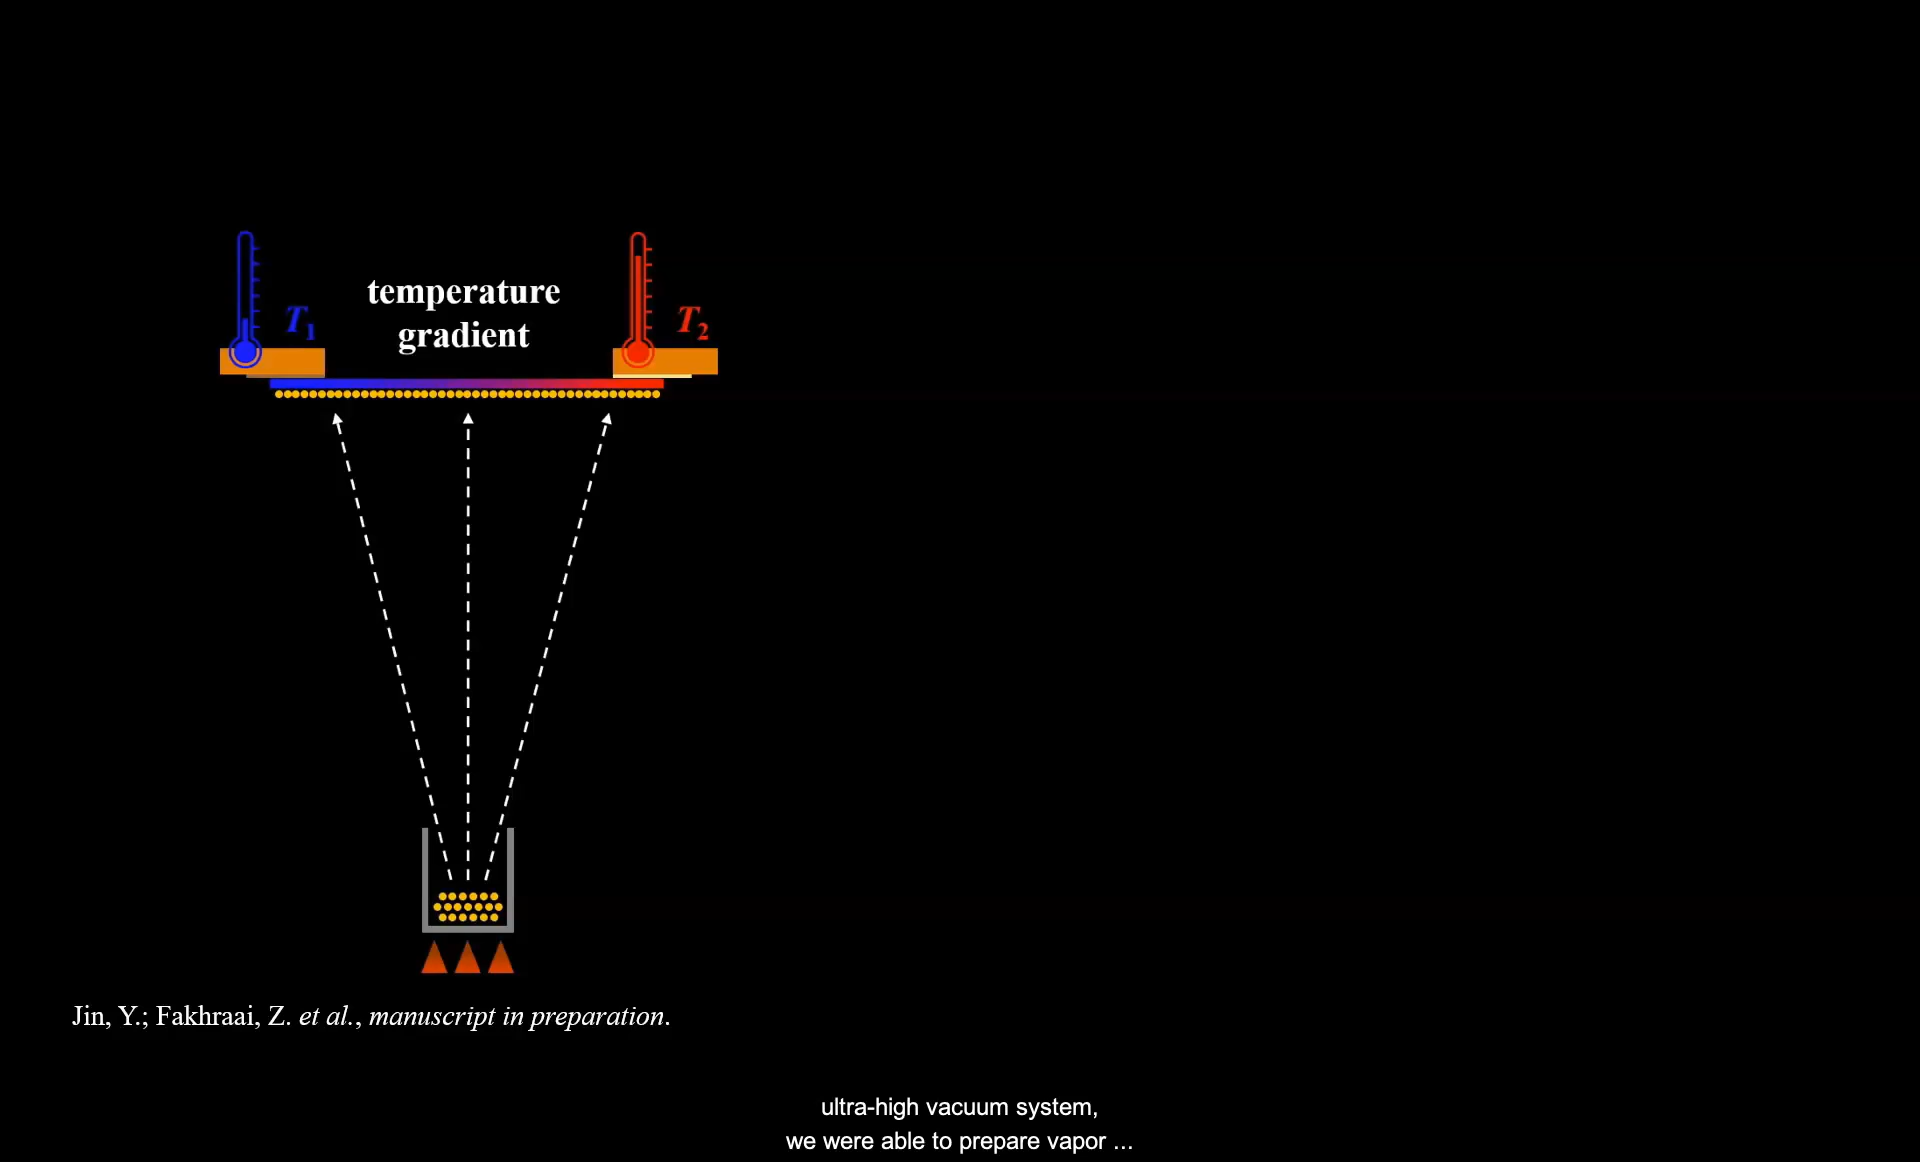 temperature
gradient
T1
T2
Jin, Y.; Fakhraai, Z. et al., manuscript in preparation.
ultra-high vacuum system,
we were able to prepare vapor ...